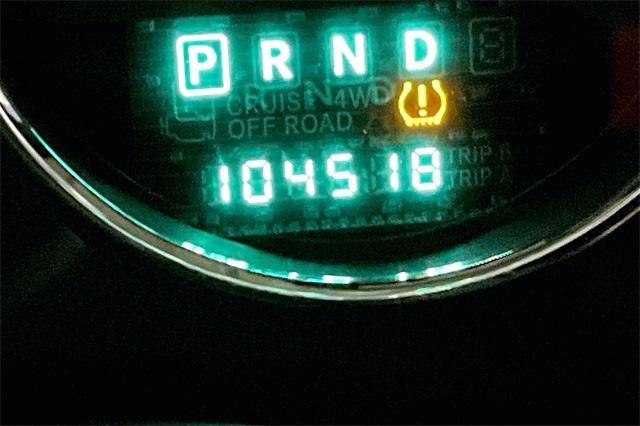 P R N D
CRUISE 4WD
OFF ROAD
104518
TRIP B
TRIP A